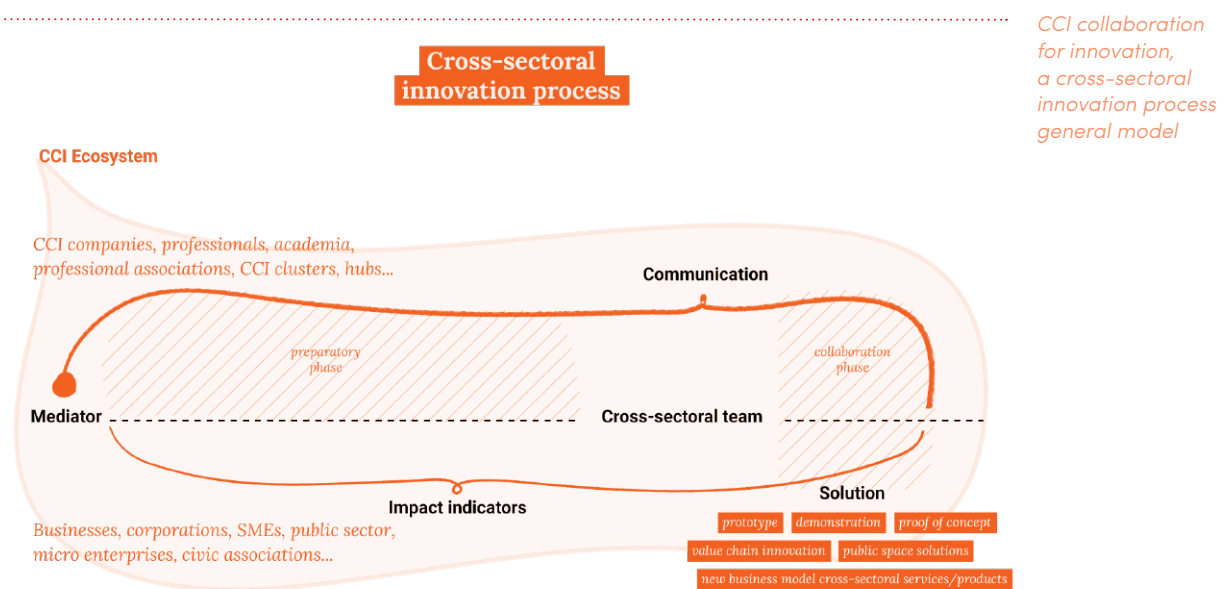 CCI collaboration
for innovation,
a cross-sectoral
innovation process
general model
Cross-sectoral
innovation process
CCI Ecosystem
CCI companies, professionals, academia,
professional associations, CCI clusters, hubs...
Communication
preparatory
phase
collaboration
phase
Mediator
Cross-sectoral team
Impact indicators
Solution
Businesses, corporations, SMEs, public sector,
micro enterprises, civic associations...
prototype demonstration proof of concept
value chain innovation public space solutions
new business model cross-sectoral services/products